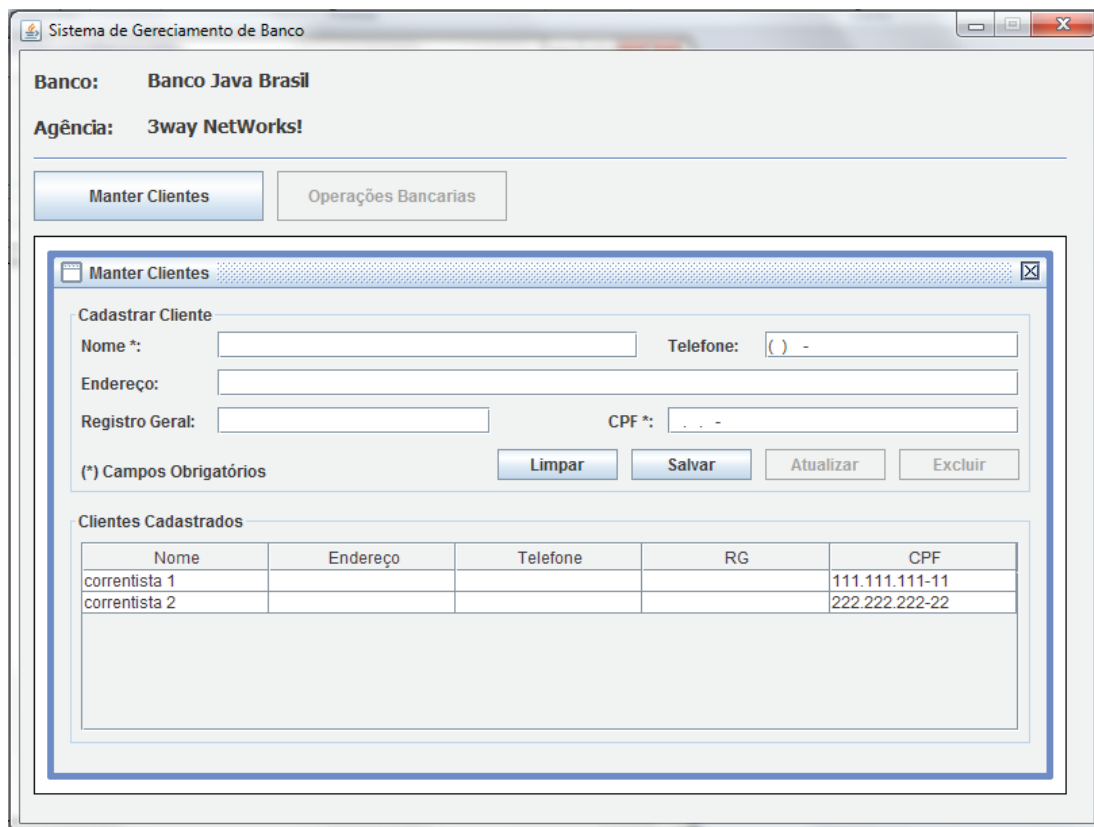 Sistema de Gereciamento de Banco
Banco: Banco Java Brasil
Agência: 3way NetWorks!
Manter Clientes Operações Bancarias
Manter Clientes
Cadastrar Cliente
Nome *: Telefone: ( ) -
Endereço:
Registro Geral: CPF *: . . -
(*) Campos Obrigatórios Limpar Salvar Atualizar Excluir
Clientes Cadastrados
Nome Endereço Telefone RG CPF
correntista 1 111.111.111-11
correntista 2 222.222.222-22